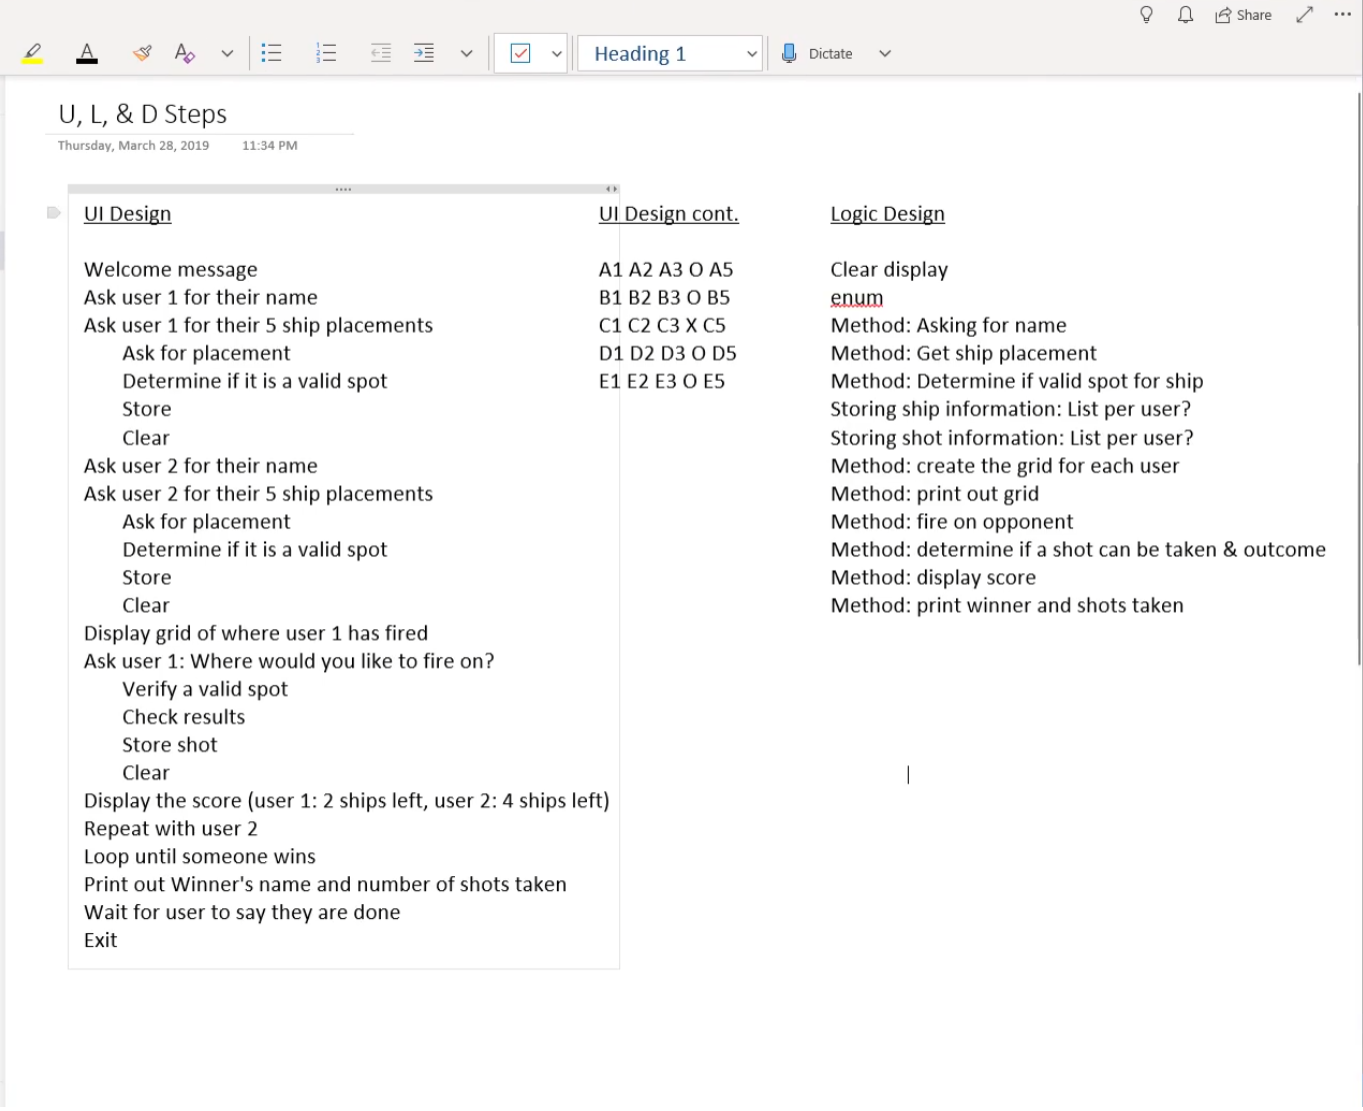 Share
Heading 1
Dictate
U, L, & D Steps
Thursday, March 28, 2019 11:34 PM
UI Design
Welcome message
Ask user 1 for their name
Ask user 1 for their 5 ship placements
Ask for placement
Determine if it is a valid spot
Store
Clear
Ask user 2 for their name
Ask user 2 for their 5 ship placements
Ask for placement
Determine if it is a valid spot
Store
Clear
Display grid of where user 1 has fired
Ask user 1: Where would you like to fire on?
Verify a valid spot
Check results
Store shot
Clear
Display the score (user 1: 2 ships left, user 2: 4 ships left)
Repeat with user 2
Loop until someone wins
Print out Winner's name and number of shots taken
Wait for user to say they are done
Exit
UI Design cont.
A1 A2 A3 O A5
B1 B2 B3 O B5
C1 C2 C3 X C5
D1 D2 D3 O D5
E1 E2 E3 O E5
Logic Design
Clear display
enum
Method: Asking for name
Method: Get ship placement
Method: Determine if valid spot for ship
Storing ship information: List per user?
Storing shot information: List per user?
Method: create the grid for each user
Method: print out grid
Method: fire on opponent
Method: determine if a shot can be taken & outcome
Method: display score
Method: print winner and shots taken